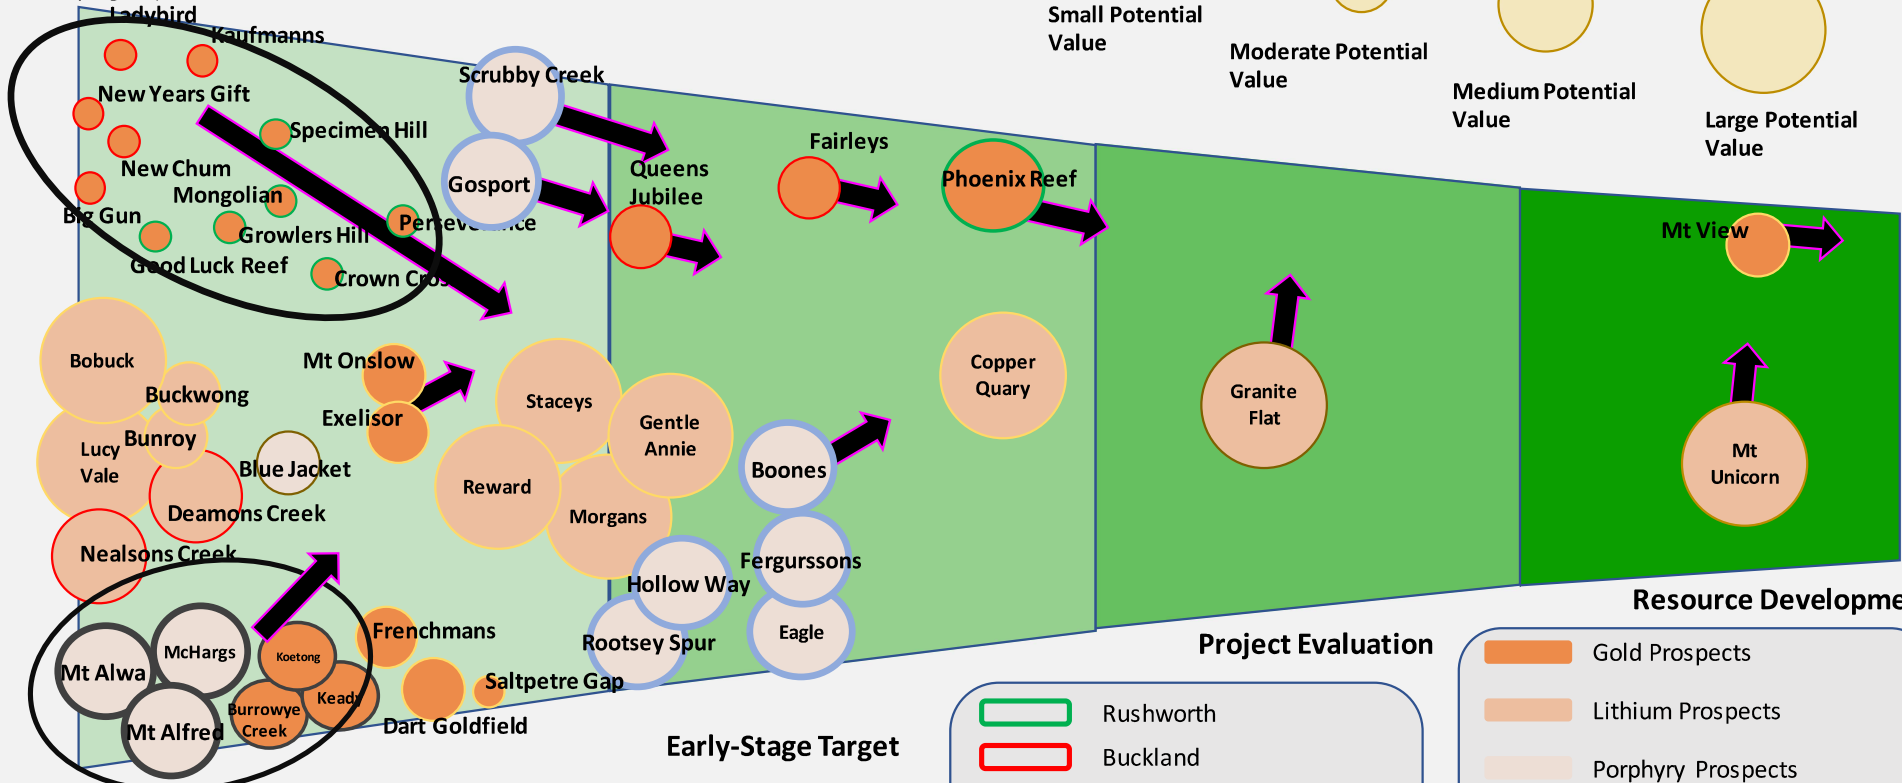 Ladybird
Kaufmanns
New Years Gift
Specimen Hill
New Chum
Mongolian
Big Gun
Growlers Hill
Good Luck Reef
Scrubby Creek
Gosport
Queens
Jubilee
Fairleys
Phoenix Reef
Small Potential
Value
Moderate Potential
Value
Medium Potential
Value
Large Potential
Value
Mt View
Bobuck
Buckwong
Bunroy
Lucy
Vale
Blue Jacket
Deamons Creek
Nealsons Creek
Mt Onslow
Exelisor
Staceys
Gentle
Annie
Reward
Morgans
Boones
Copper
Quary
Granite
Flat
Mt
Unicorn
Hollow Way
Fergurssons
Rootsey Spur
Eagle
Mt Alwa
McHargs
Koetong
Keady
Mt Alfred
Burrowye
Creek
Frenchmans
Saltpetre Gap
Dart Goldfield
Early-Stage Target
Project Evaluation
Rushworth
Buckland
Gold Prospects
Lithium Prospects
Porphyry Prospects